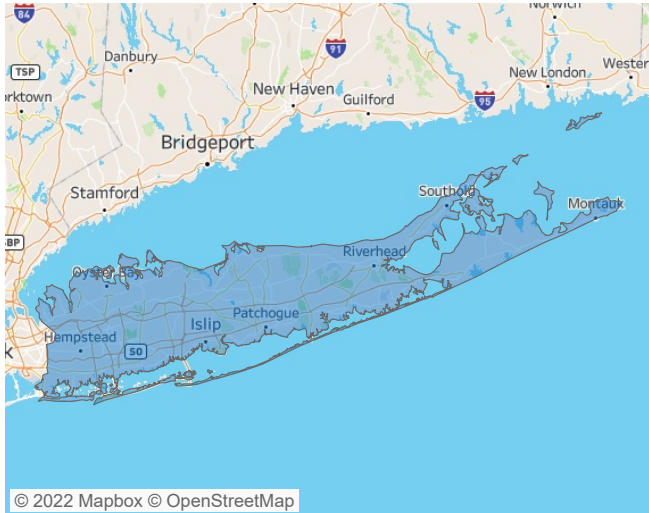 84
Norwich
91
Danbury
TSP
Wester
New London
New Haven
orktown
95
Guilford
Bridgeport
Stamford
Southold
Montauk
BP
Riverhead
Oyster Bay
Patchogue
Islip
Hempstead
50
K
© 2022 Mapbox © OpenStreetMap